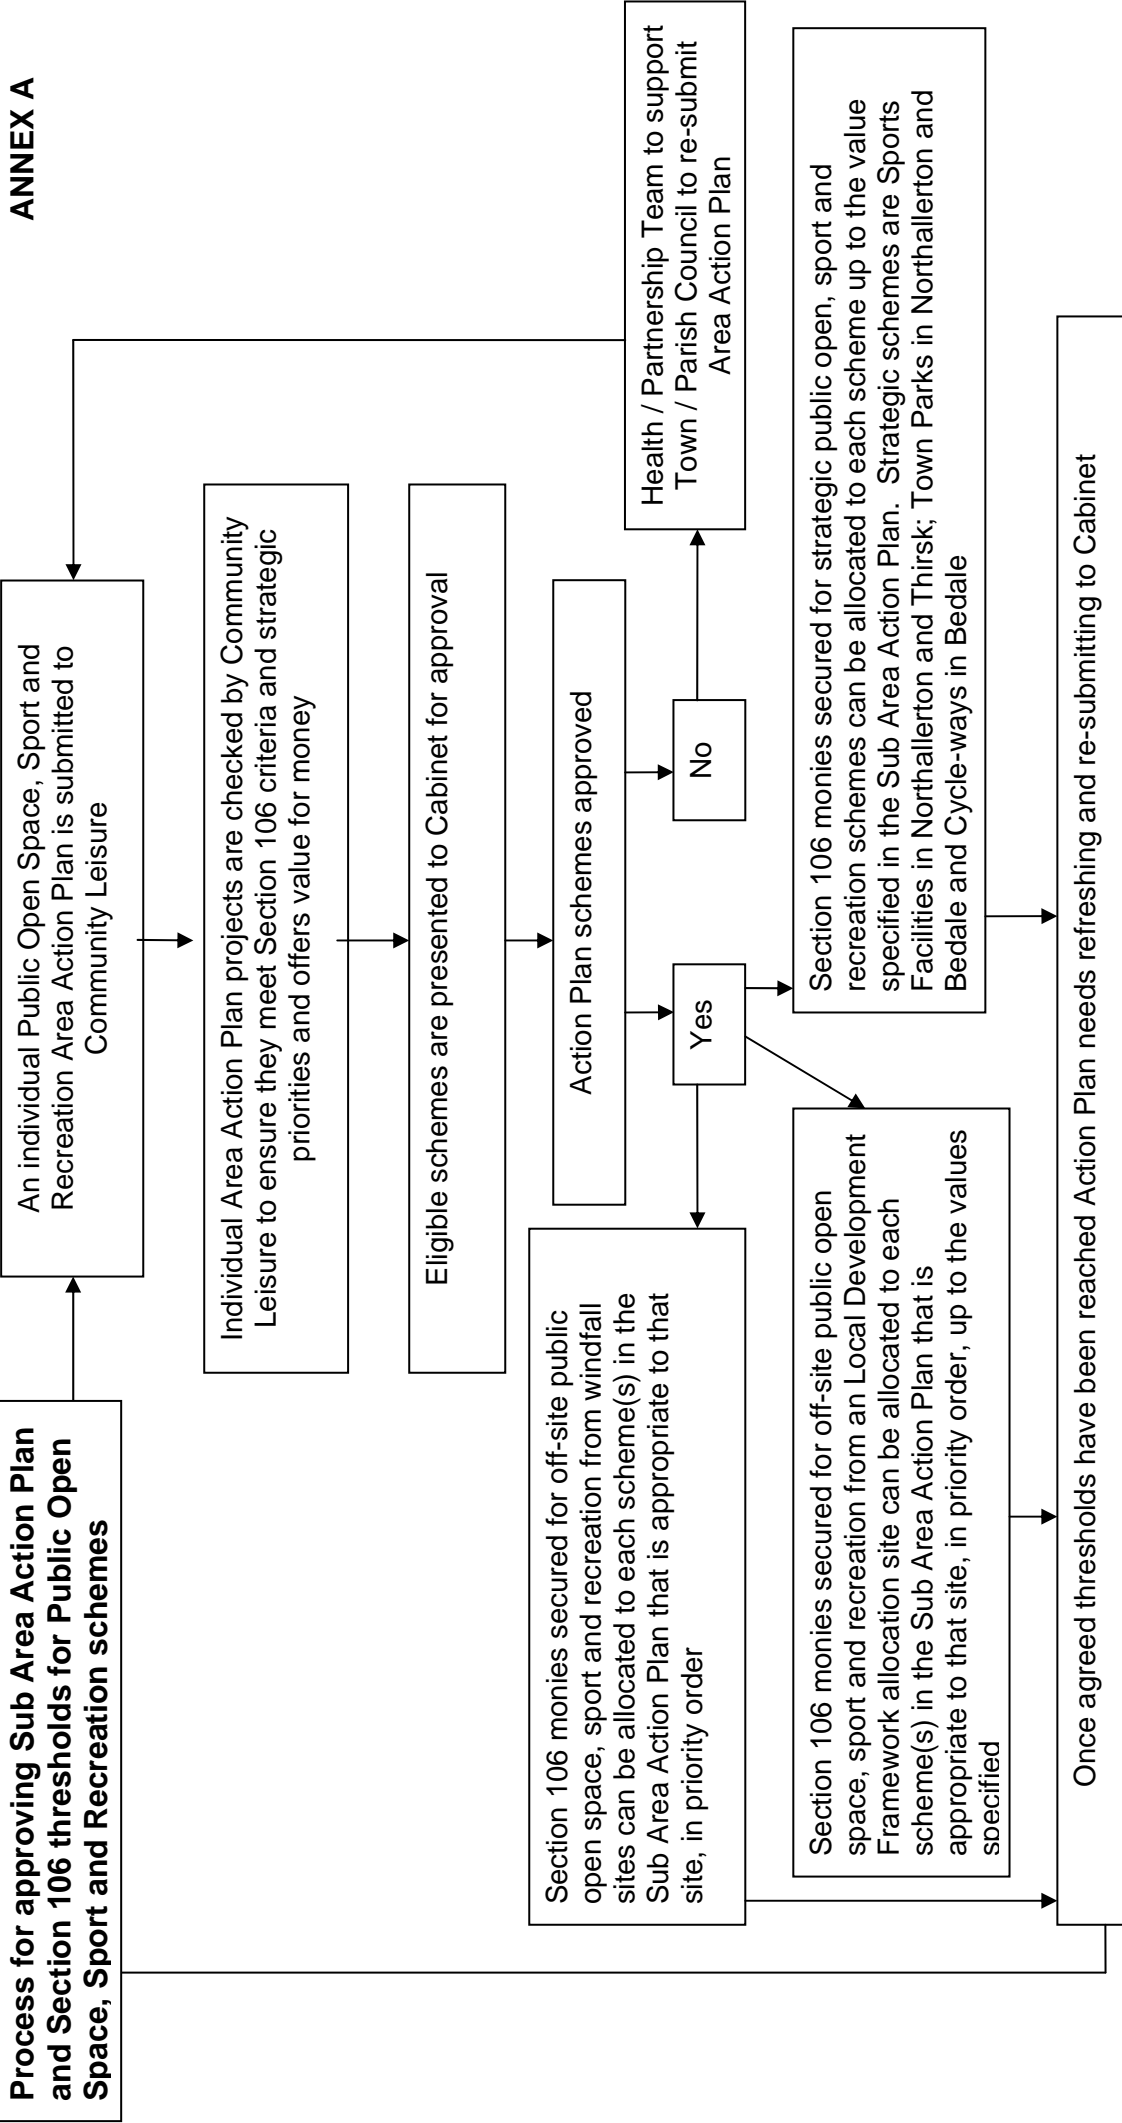 ANNEX A
Process for approving Sub Area Action Plan
and Section 106 thresholds for Public Open
Space, Sport and Recreation schemes
An individual Public Open Space, Sport and
Recreation Area Action Plan is submitted to
Community Leisure
Individual Area Action Plan projects are checked by Community
Leisure to ensure they meet Section 106 criteria and strategic
priorities and offers value for money
Eligible schemes are presented to Cabinet for approval
Action Plan schemes approved
Yes
No
Health / Partnership Team to support
Town / Parish Council to re-submit
Area Action Plan
Section 106 monies secured for off-site public
open space, sport and recreation from windfall
sites can be allocated to each scheme(s) in the
Sub Area Action Plan that is appropriate to that
site, in priority order
Section 106 monies secured for off-site public open
space, sport and recreation from an Local Development
Framework allocation site can be allocated to each
scheme(s) in the Sub Area Action Plan that is
appropriate to that site, in priority order, up to the values
specified
Section 106 monies secured for strategic public open, sport and
recreation schemes can be allocated to each scheme up to the value
specified in the Sub Area Action Plan.  Strategic schemes are Sports
Facilities in Northallerton and Thirsk; Town Parks in Northallerton and
Bedale and Cycle-ways in Bedale
Once agreed thresholds have been reached Action Plan needs refreshing and re-submitting to Cabinet